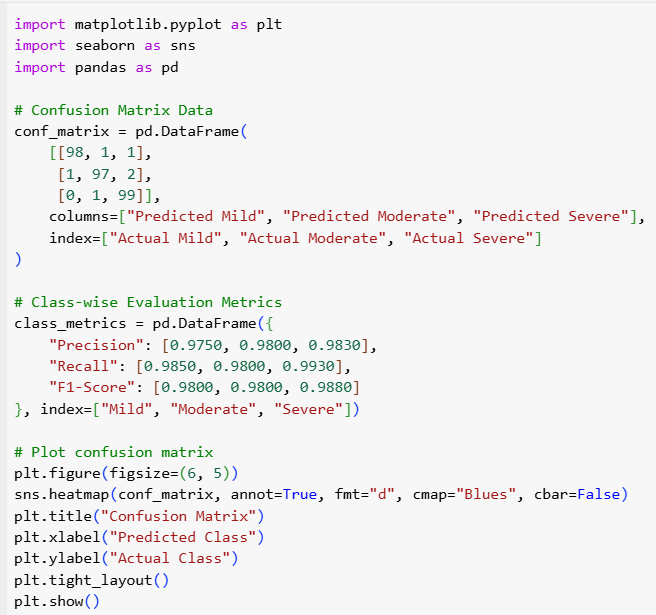 import matplotlib.pyplot as plt
import seaborn as sns
import pandas as pd

# Confusion Matrix Data
conf_matrix = pd.DataFrame(
    [[98, 1, 1],
     [1, 97, 2],
     [0, 1, 99]],
    columns=["Predicted Mild", "Predicted Moderate", "Predicted Severe"],
    index=["Actual Mild", "Actual Moderate", "Actual Severe"]
)

# Class-wise Evaluation Metrics
class_metrics = pd.DataFrame({
    "Precision": [0.9750, 0.9800, 0.9830],
    "Recall": [0.9850, 0.9800, 0.9930],
    "F1-Score": [0.9800, 0.9800, 0.9880]
}, index=["Mild", "Moderate", "Severe"])

# Plot confusion matrix
plt.figure(figsize=(6, 5))
sns.heatmap(conf_matrix, annot=True, fmt="d", cmap="Blues", cbar=False)
plt.title("Confusion Matrix")
plt.xlabel("Predicted Class")
plt.ylabel("Actual Class")
plt.tight_layout()
plt.show()